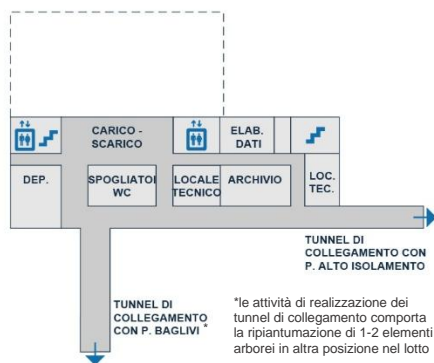 CARICO -
SCARICO
ELAB.
DATI
DEP.
SPOGLIATOI
WC
LOCALE
TECNICO
ARCHIVIO
LOC.
TEC.
TUNNEL DI
COLLEGAMENTO CON
P. ALTO ISOLAMENTO
TUNNEL DI
COLLEGAMENTO
CON P. BAGLIVI *
*le attività di realizzazione dei
tunnel di collegamento comporta
la ripiantumazione di 1-2 elementi
arborei in altra posizione nel lotto